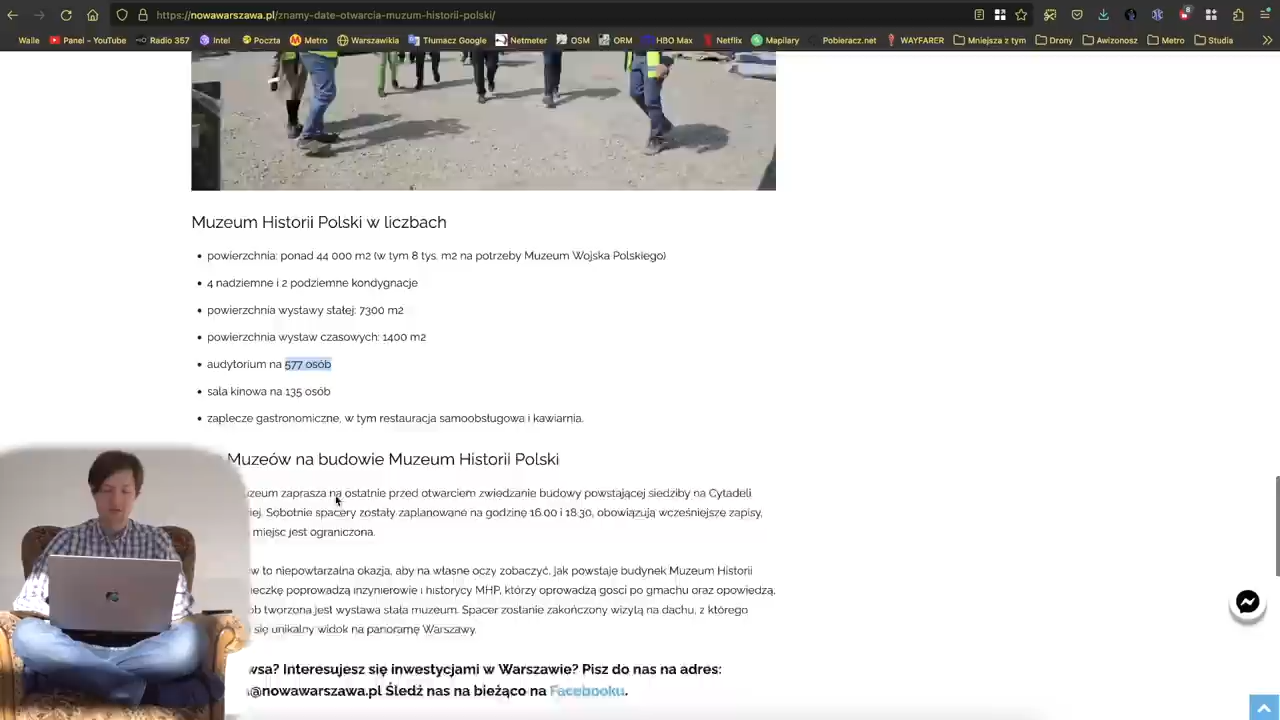 https://nowawarszawa.pl/znamy-date-otwarcia-muzum-historii-polski/
8
Walle Panel – YouTube Radio 357 Intel Poczta Metro Warszawikia Tłumacz Google Netmeter OSM ORM HBO Max Netflix Mapilary Pobieracz.net WAYFARER Mniejsza z tym Drony Awizonosz Metro Studia
Muzeum Historii Polski w liczbach
powierzchnia: ponad 44 000 m2 (w tym 8 tys. m2 na potrzeby Muzeum Wojska Polskiego)
4 nadziemne i 2 podziemne kondygnacje
powierzchnia wystawy stałej: 7300 m2
powierzchnia wystaw czasowych: 1400 m2
audytorium na 577 osób
sala kinowa na 135 osób
zaplecze gastronomiczne, w tym restauracja samoobsługowa i kawiarnia.
Muzeów na budowie Muzeum Historii Polski
zaprasza na ostatnie przed otwarciem zwiedzanie budowy powstającej siedziby na Cytadeli
Sobotnie spacery zostały zaplanowane na godzinę 16.00 i 18.30, obowiązują wcześniejsze zapisy,
miejsc jest ograniczona.
to niepowtarzalna okazja, aby na własne oczy zobaczyć, jak powstaje budynek Muzeum Historii
poprowadzą inżynierowie i historycy MHP, którzy oprowadzą gości po gmachu oraz opowiedzą,
tworzona jest wystawa stała muzeum. Spacer zostanie zakończony wizytą na dachu, z którego
się unikalny widok na panoramę Warszawy.
Interesujesz się inwestycjami w Warszawie? Pisz do nas na adres:
@nowawarszawa.pl Śledź nas na bieżąco na Facebooku.